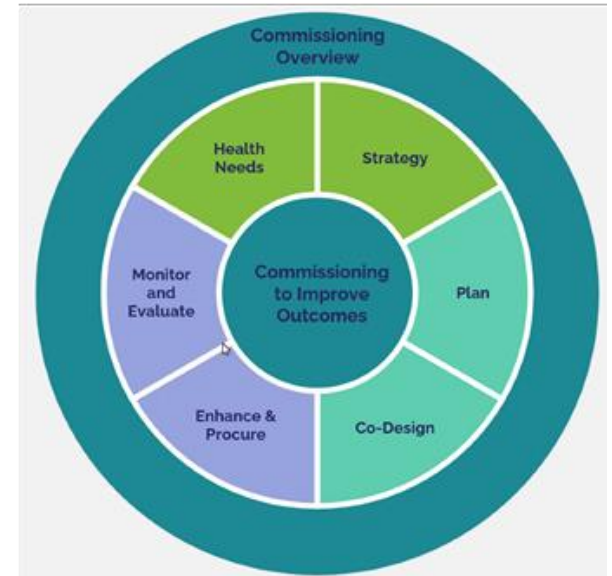 Commissioning
Overview
Health
Needs
Strategy
Monitor
and
Evaluate
Commissioning
to Improve
Outcomes
Plan
Enhance &
Procure
Co-Design